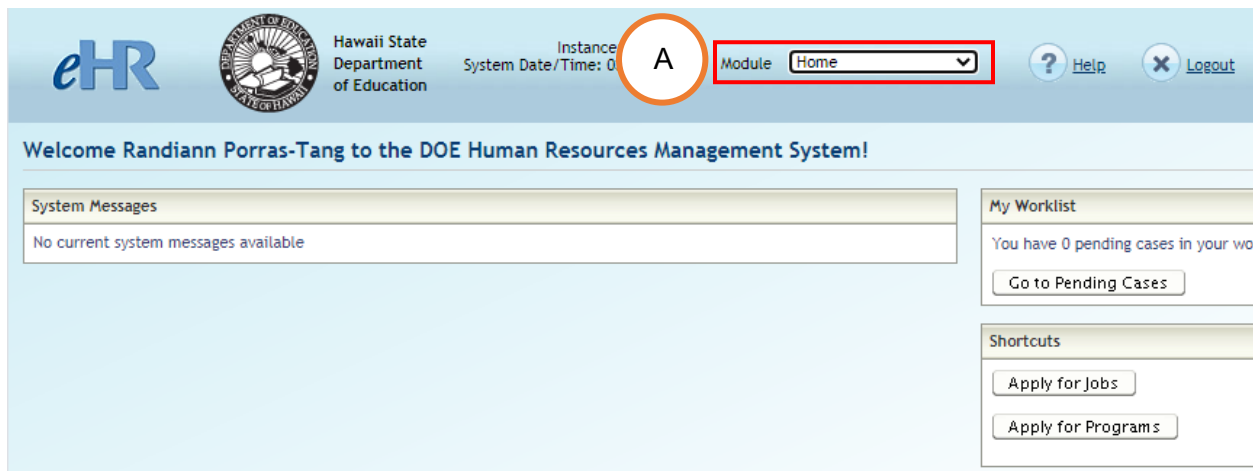 eHR
DEPARTMENT OF EDUCATION
STATE OF HAWAII
Hawaii State
Department
of Education
Instance
System Date/Time: 0
A
Module Home
? Help
X Logout
Welcome Randiann Porras-Tang to the DOE Human Resources Management System!
System Messages
No current system messages available
My Worklist
You have 0 pending cases in your wo
Go to Pending Cases
Shortcuts
Apply for Jobs
Apply for Programs